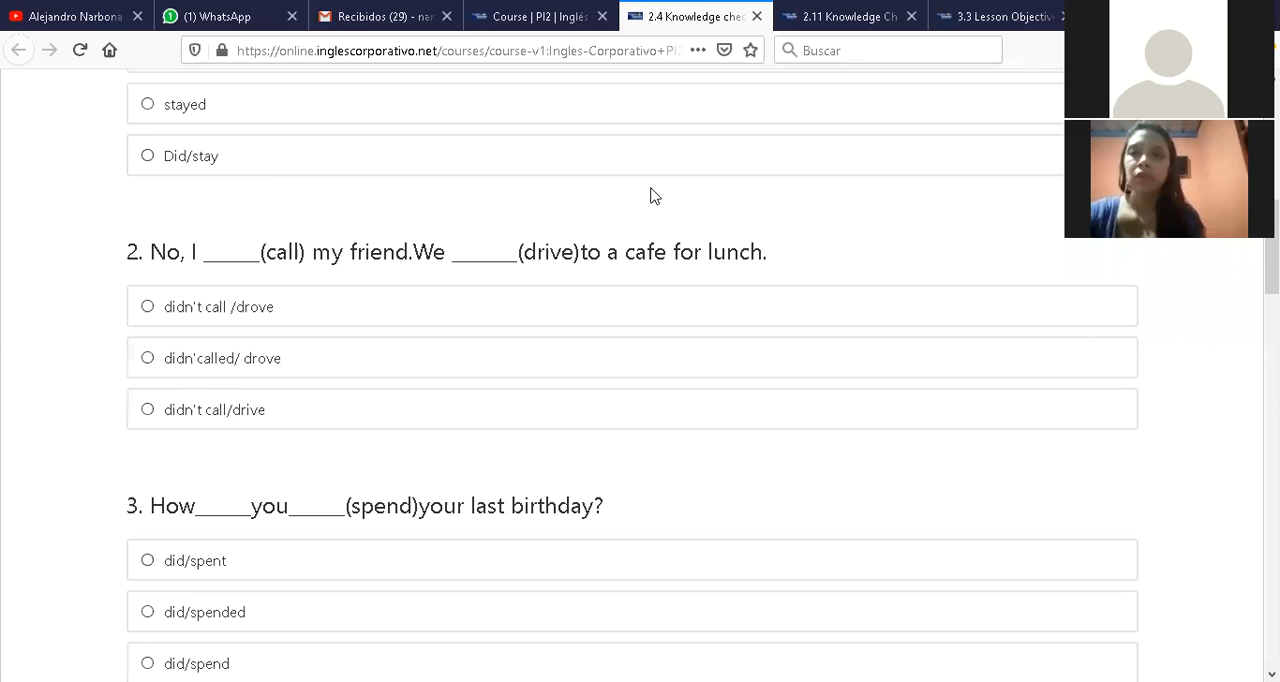 Alejandro Narbona
(1) WhatsApp
Recibidos (29) - nar
Course | PI2 | Inglés
2.4 Knowledge chec
2.11 Knowledge Ch
3.3 Lesson Objectiv
https://online.inglescorporativo.net/courses/course-v1:Ingles-Corporativo+PI2
Buscar
stayed
Did/stay
2. No, I _____(call) my friend.We ______(drive)to a cafe for lunch.
didn't call /drove
didn'called/ drove
didn't call/drive
3. How_____you_____(spend)your last birthday?
did/spent
did/spended
did/spend